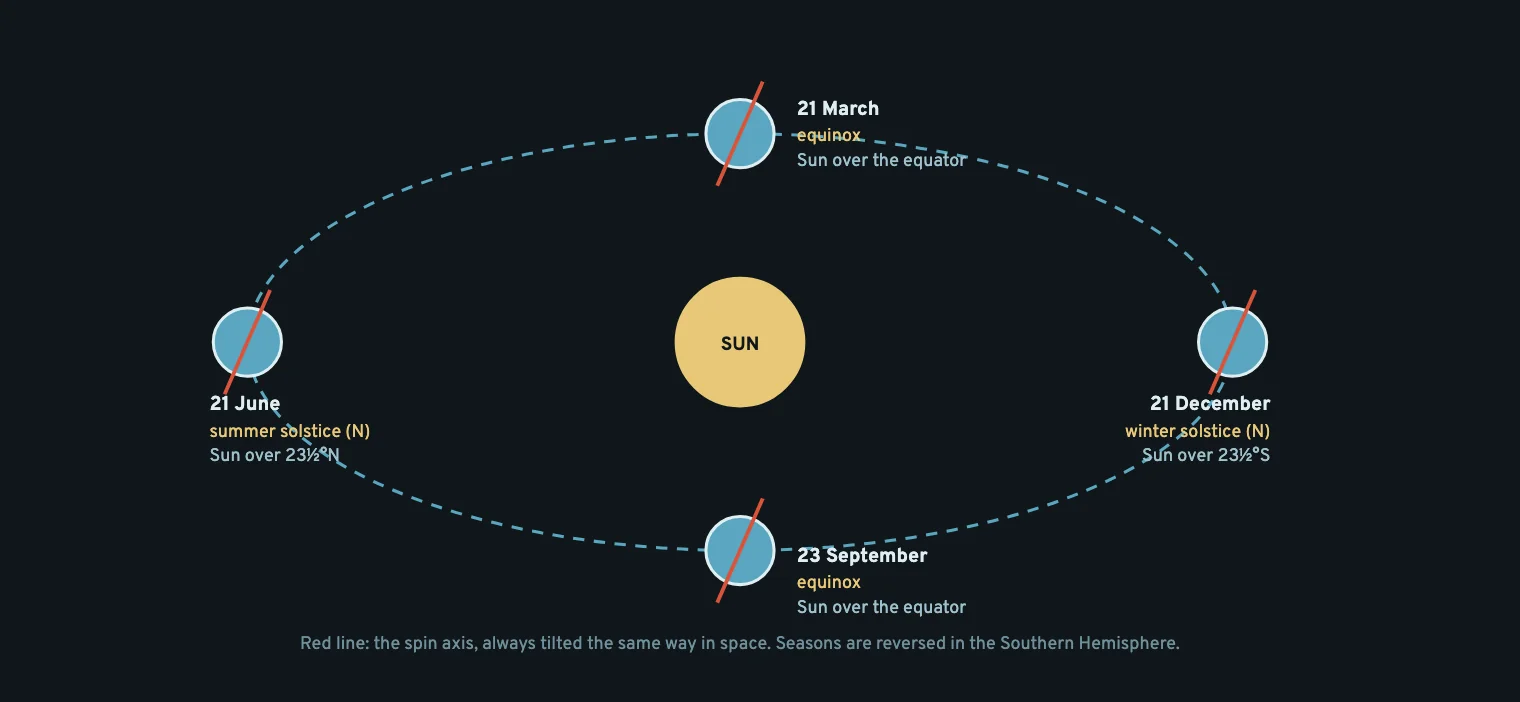 21 March
equinox
Sun over the equator
SUN
21 June
summer solstice (N)
Sun over 23½°N
21 December
winter solstice (N)
Sun over 23½°S
23 September
equinox
Sun over the equator
Red line: the spin axis, always tilted the same way in space. Seasons are reversed in the Southern Hemisphere.